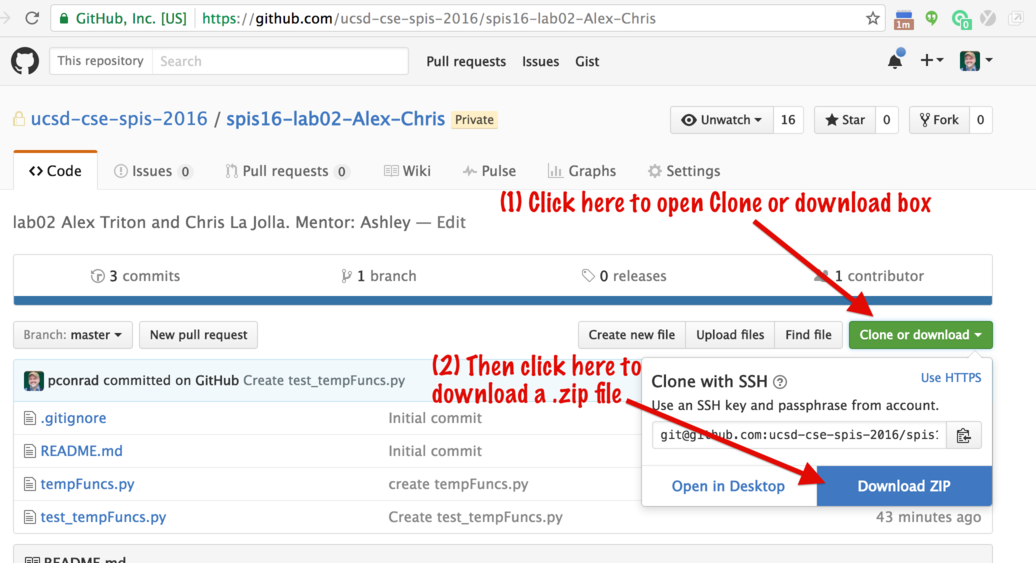 GitHub, Inc. [US] https://github.com/ucsd-cse-spis-2016/spis16-lab02-Alex-Chris
1m
0
This repository Search Pull requests Issues Gist
ucsd-cse-spis-2016 / spis16-lab02-Alex-Chris Private
Unwatch 16 Star 0 Fork 0
Code Issues 0 Pull requests 0 Wiki Pulse Graphs Settings
(1) Click here to open Clone or download box
lab02 Alex Triton and Chris La Jolla. Mentor: Ashley — Edit
3 commits 1 branch 0 releases 1 contributor
Branch: master New pull request Create new file Upload files Find file Clone or download
(2) Then click here to
download a .zip file
pconrad committed on GitHub Create test_tempFuncs.py
Clone with SSH ? Use HTTPS
Use an SSH key and passphrase from account.
git@github.com:ucsd-cse-spis-2016/spis
Open in Desktop Download ZIP
.gitignore Initial commit
README.md Initial commit
tempFuncs.py create tempFuncs.py
test_tempFuncs.py Create test_tempFuncs.py 43 minutes ago
README.md